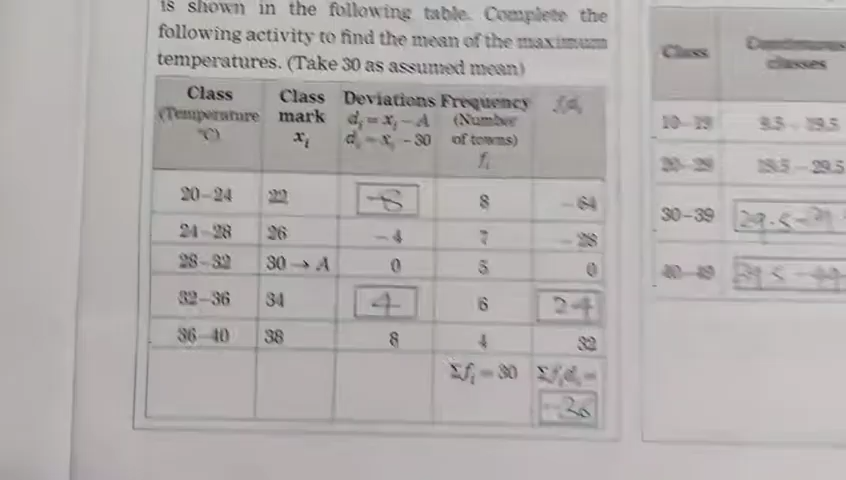 is shown in the following table. Complete the
following activity to find the mean of the maximum
temperatures. (Take 30 as assumed mean)
Class Class Deviations Frequency fᵢdᵢ
(Temperature mark dᵢ = xᵢ – A (Number
°C) xᵢ dᵢ = xᵢ – 30 of towns)
fᵢ
20–24 22 –8 8 –64
24–28 26 –4 7 –28
28–32 30 → A 0 5 0
32–36 34 4 6 24
36–40 38 8 4 32
Σfᵢ = 30 Σfᵢdᵢ =
–36
Class Continuous
classes
10–19 9.5 – 19.5
20–29 19.5 – 29.5
30–39
40–49